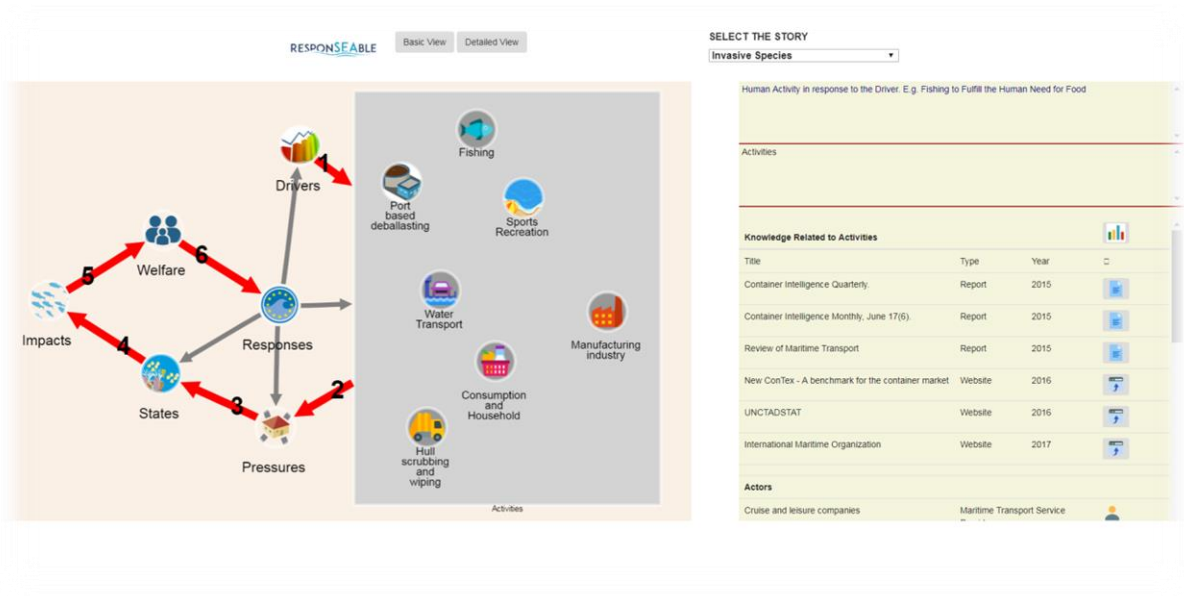 RESPONSEABLE
Basic View
Detailed View
SELECT THE STORY
Invasive Species
1
Drivers
Fishing
Port
based
deballasting
Sports
Recreation
6
Welfare
5
Water
Transport
Manufacturing
industry
Impacts
Responses
4
States
3
2
Consumption
and
Household
Pressures
Hull
scrubbing
and
wiping
Activities
Human Activity in response to the Driver. E.g. Fishing to Fulfill the Human Need for Food
Activities
Knowledge Related to Activities
Title Type Year
Container Intelligence Quarterly. Report 2015
Container Intelligence Monthly, June 17(6). Report 2015
Review of Maritime Transport Report 2015
New ConTex - A benchmark for the container market Website 2016
UNCTADSTAT Website 2016
International Maritime Organization Website 2017
Actors
Cruise and leisure companies Maritime Transport Service